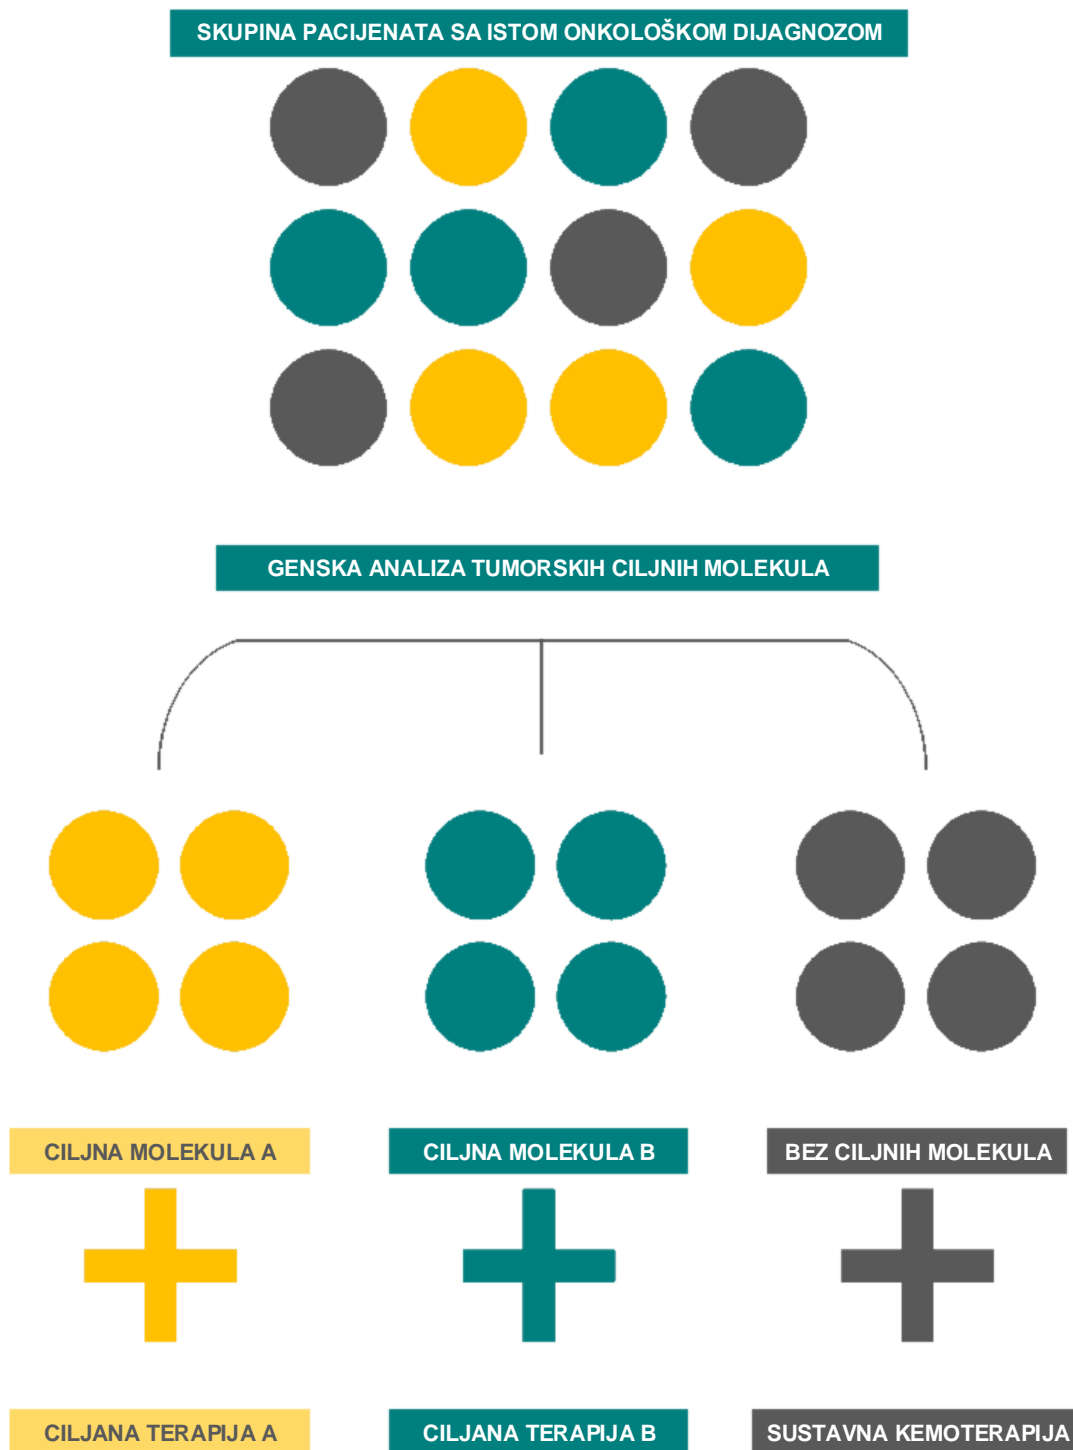 SKUPINA PACIJENATA SA ISTOM ONKOLOŠKOM DIJAGNOZOM
GENSKA ANALIZA TUMORSKIH CILJNIH MOLEKULA
CILJNA MOLEKULA A
CILJNA MOLEKULA B
BEZ CILJNIH MOLEKULA
CILJANA TERAPIJA A
CILJANA TERAPIJA B
SUSTAVNA KEMOTERAPIJA